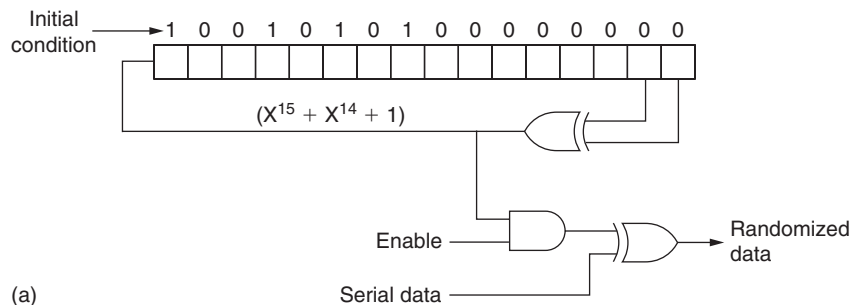 Initial
condition
1 0 0 1 0 1 0 1 0 0 0 0 0 0 0 0
(X¹⁵ + X¹⁴ + 1)
Enable
Randomized
data
(a)
Serial data